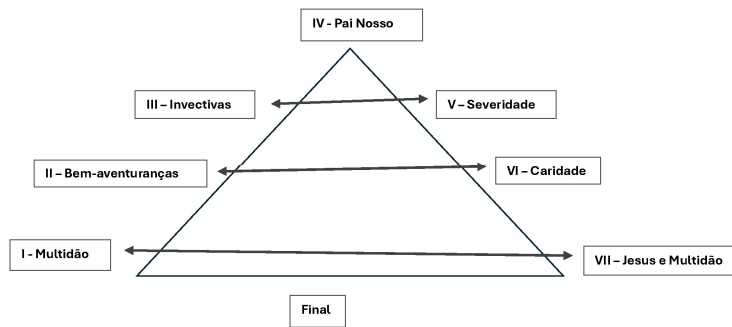 IV - Pai Nosso
III – Invectivas
V – Severidade
II – Bem-aventuranças
VI – Caridade
I - Multidão
VII – Jesus e Multidão
Final